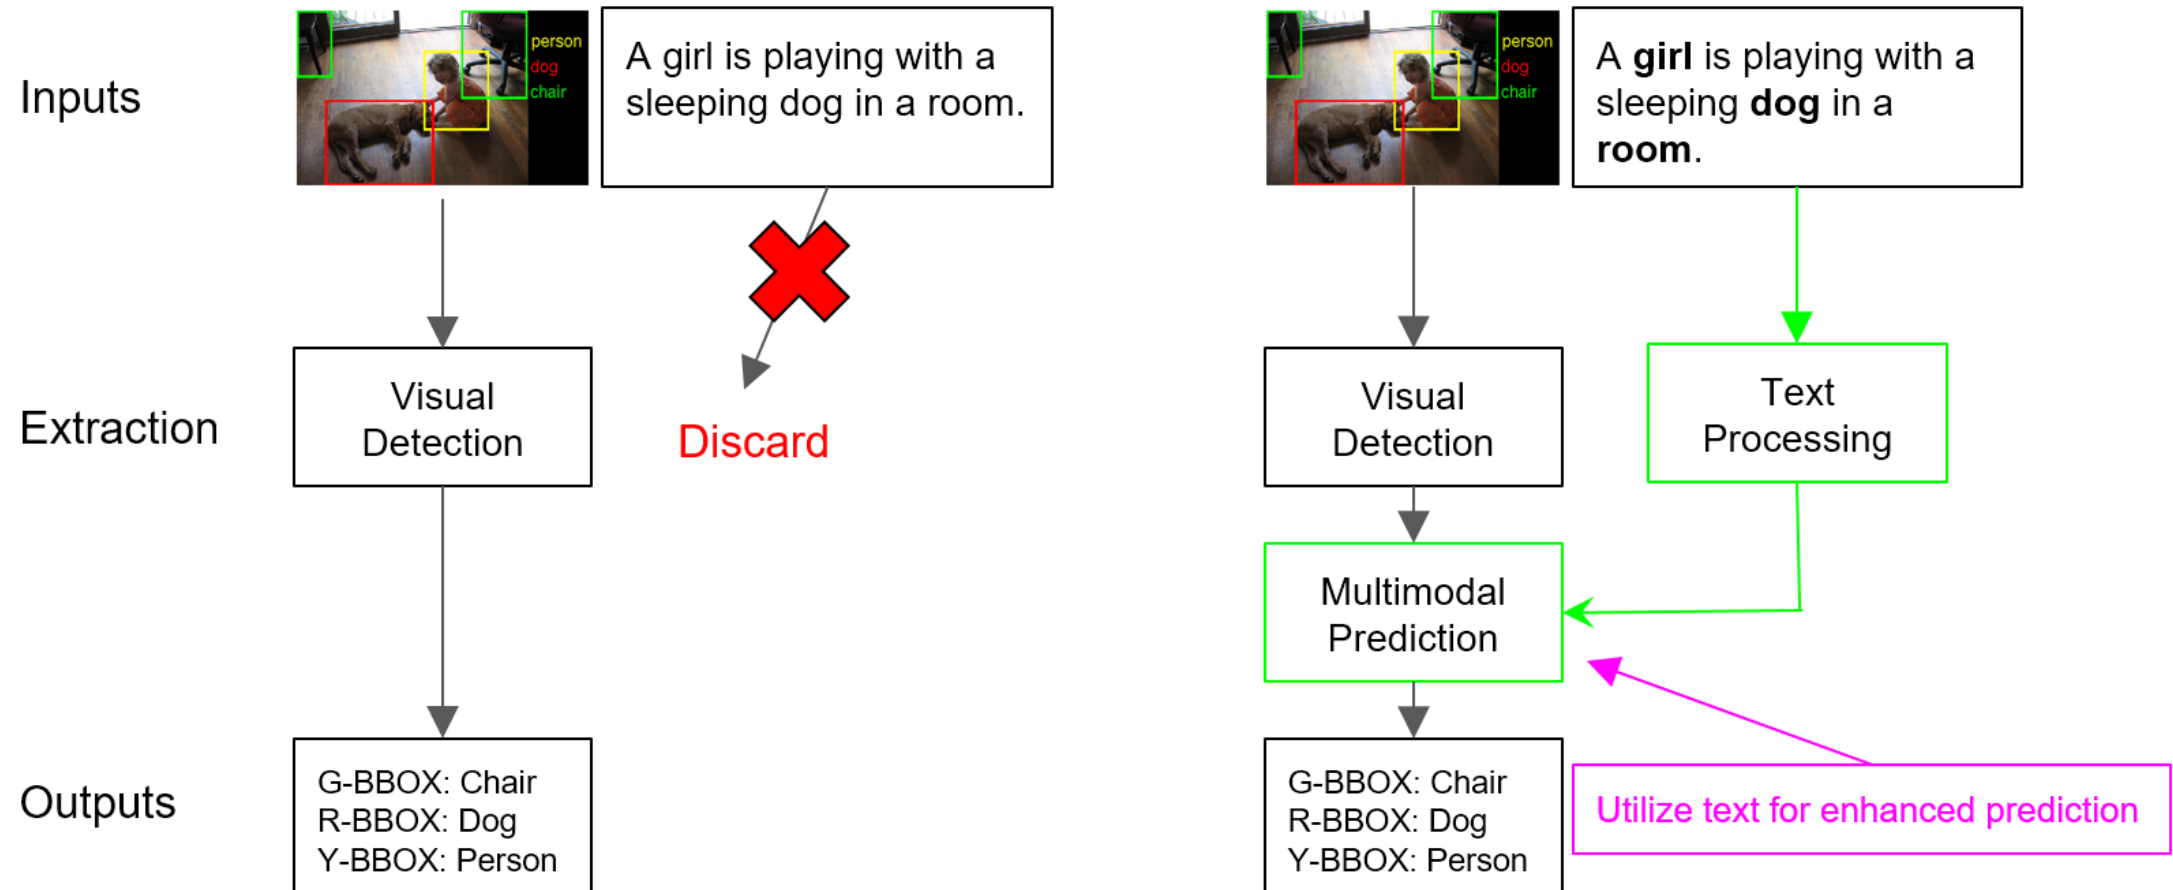 Inputs
person
dog
chair
A girl is playing with a
sleeping dog in a room.
person
dog
chair
A girl is playing with a
sleeping dog in a
room.
Extraction
Visual
Detection
Discard
Visual
Detection
Text
Processing
Multimodal
Prediction
Outputs
G-BBOX: Chair
R-BBOX: Dog
Y-BBOX: Person
G-BBOX: Chair
R-BBOX: Dog
Y-BBOX: Person
Utilize text for enhanced prediction